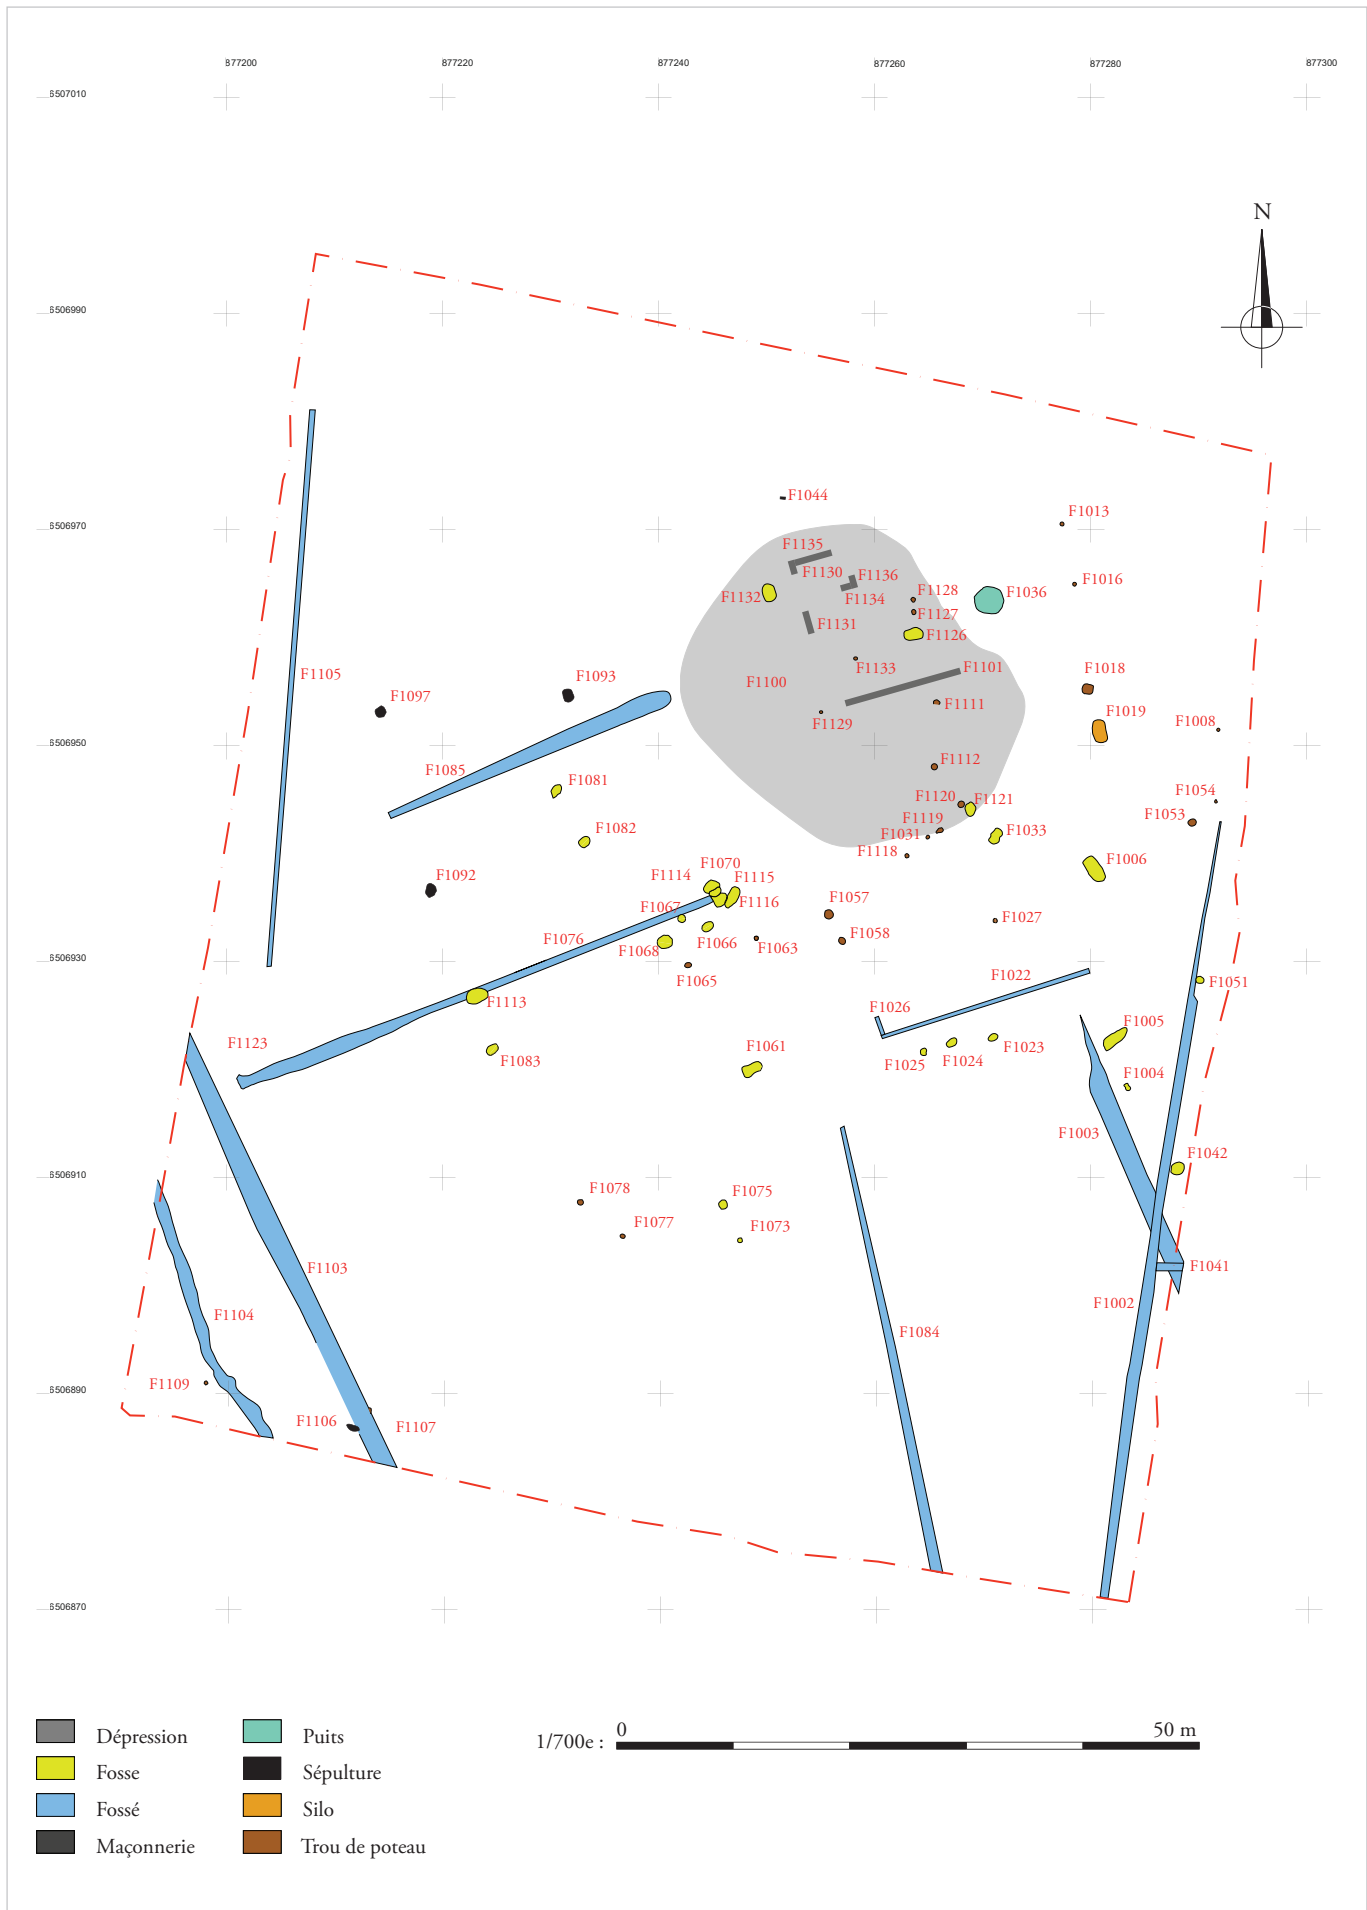 877200 877220 877240 877260 877280 877300
6507010
N
6506990
F1044
F1013
6506970
F1135
F1130 F1136
F1016
F1132 F1134 F1128 F1036
F1127
F1131 F1126
F1133 F1101
F1105 F1093 F1100 F1018
F1097
F1111
F1129 F1019
F1008
6506950
F1112
F1085 F1081
F1054
F1120 F1121
F1053
F1119
F1082 F1031 F1033
F1118 F1006
F1070
F1092 F1114 F1115
F1067 F1116 F1057
F1027
F1076 F1066 F1063 F1058
F1068
6506930
F1065 F1022 F1051
F1113 F1026
F1123 F1061 F1005
F1083 F1025 F1024 F1023
F1004
F1003
F1042
6506910
F1078 F1075
F1077 F1073
F1103 F1041
F1104 F1002
F1084
F1109
6506890
F1106 F1107
6506870
0 50 m
1/700e :
Dépression Puits
Fosse Sépulture
Fossé Silo
Maçonnerie Trou de poteau